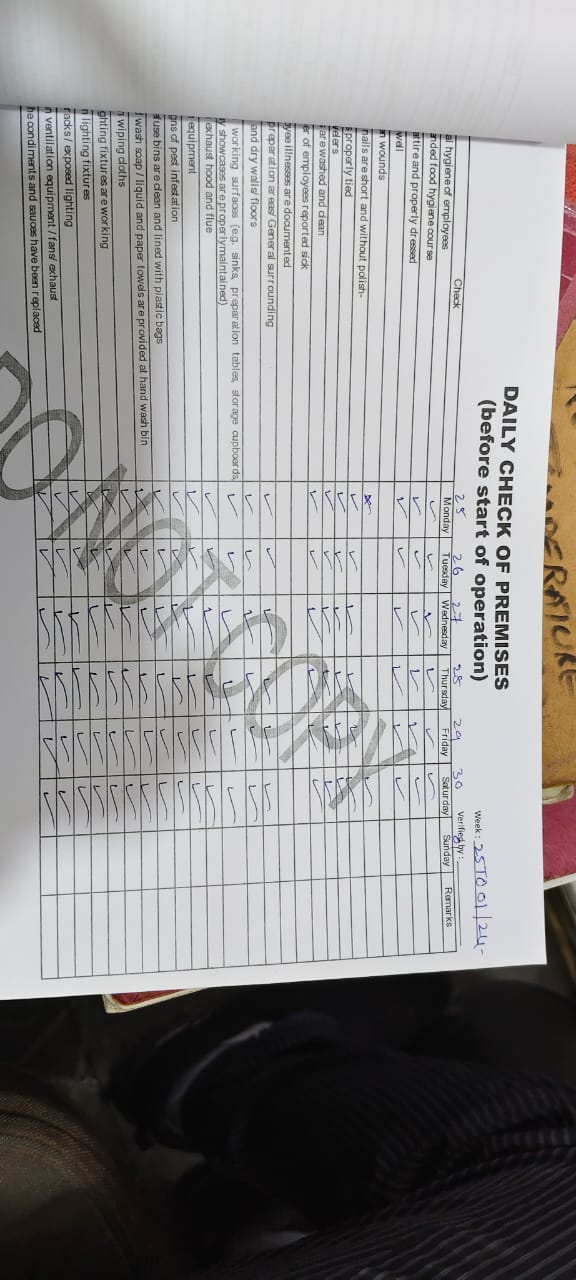 DAILY CHECK OF PREMISES
(before start of operation)
Week: 25 TO 01/24-
Verified by:
25 26 27 28 29 30
Check Monday Tuesday Wednesday Thursday Friday Saturday Sunday Remarks
al hygiene of employees
nded food hygiene course
attire and properly dressed
well
n wounds
nails are short and without polish-
s properly tied
are washed and clean
er of employees reported sick
oyee illnesses are documented
preparation areas/ General surrounding
and dry walls/ floors
working surfaces (e.g. sinks, preparation tables, storage cupboards,
ay showcases are properly maintained)
exhaust hood and flue
equipment
gns of pest infestation
efuse bins are clean and lined with plastic bags
wash soap / liquid and paper towels are provided at hand wash bin
n wiping cloths
ghting fixtures are working
n lighting fixtures
racks/ exposed lighting
n ventilation equipment / fans/ exhaust
he condiments and sauces have been replaced
DO NOT COPY